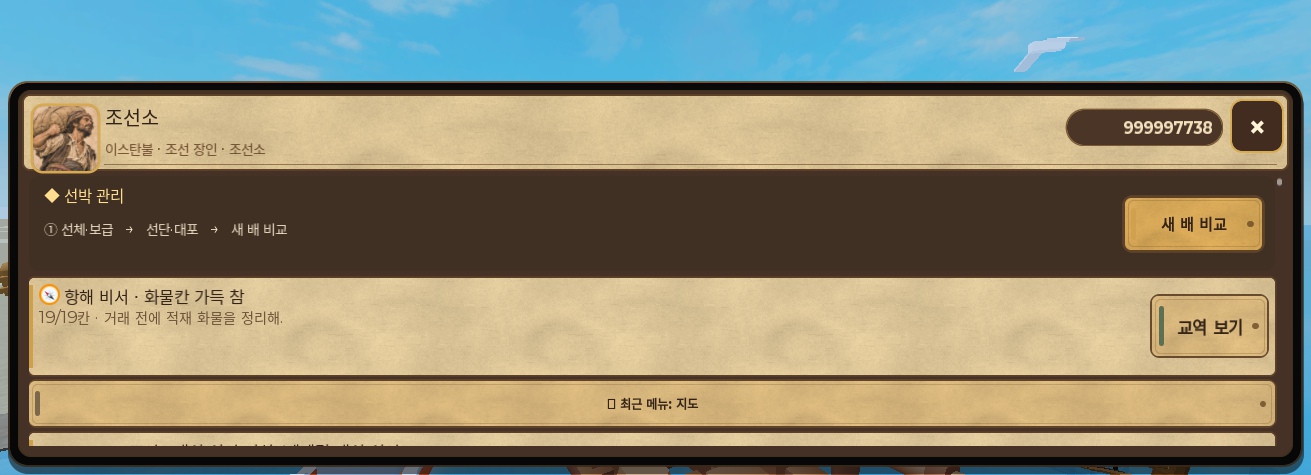 조선소
이스탄불 · 조선 장인 · 조선소
999997738
×
◆ 선박 관리
① 선체·보급 → 선단·대포 → 새 배 비교
새 배 비교
항해 비서 · 화물칸 가득 참
19/19칸 · 거래 전에 적재 화물을 정리해.
교역 보기
최근 메뉴: 지도